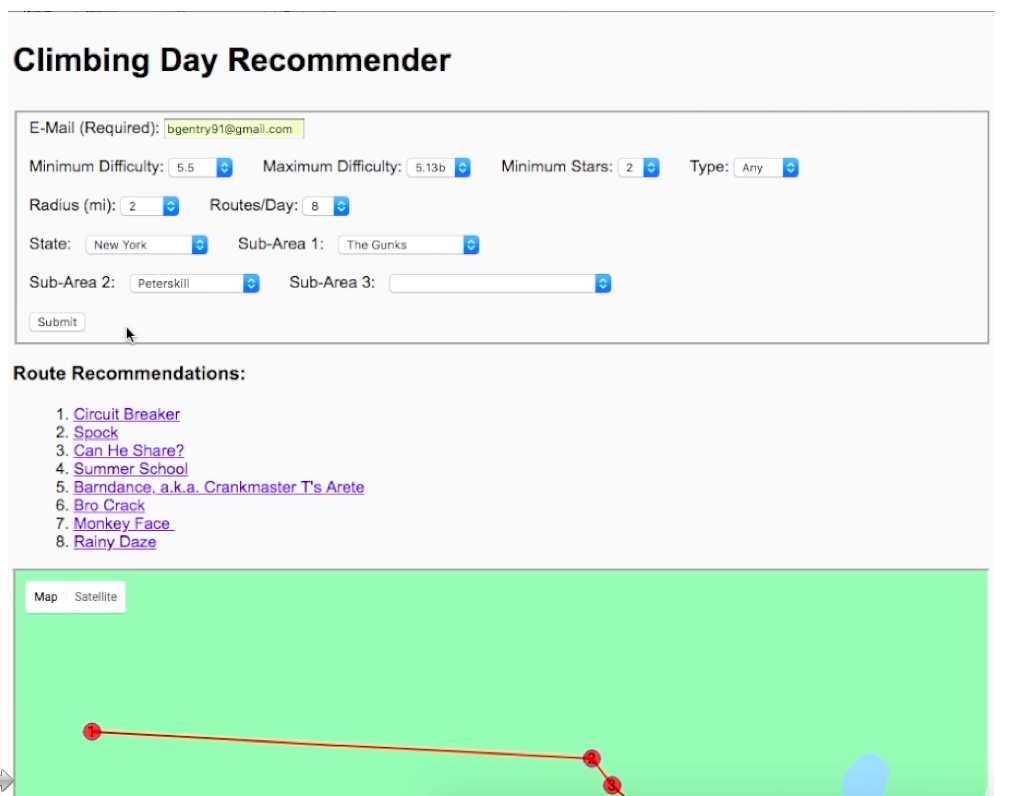 Climbing Day Recommender
E-Mail (Required): bgentry91@gmail.com
Minimum Difficulty: 5.5 Maximum Difficulty: 5.13b Minimum Stars: 2 Type: Any
Radius (mi): 2 Routes/Day: 8
State: New York Sub-Area 1: The Gunks
Sub-Area 2: Peterskill Sub-Area 3:
Submit
Route Recommendations:
1. Circuit Breaker
2. Spock
3. Can He Share?
4. Summer School
5. Barndance, a.k.a. Crankmaster T's Arete
6. Bro Crack
7. Monkey Face
8. Rainy Daze
Map Satellite
1
2
3